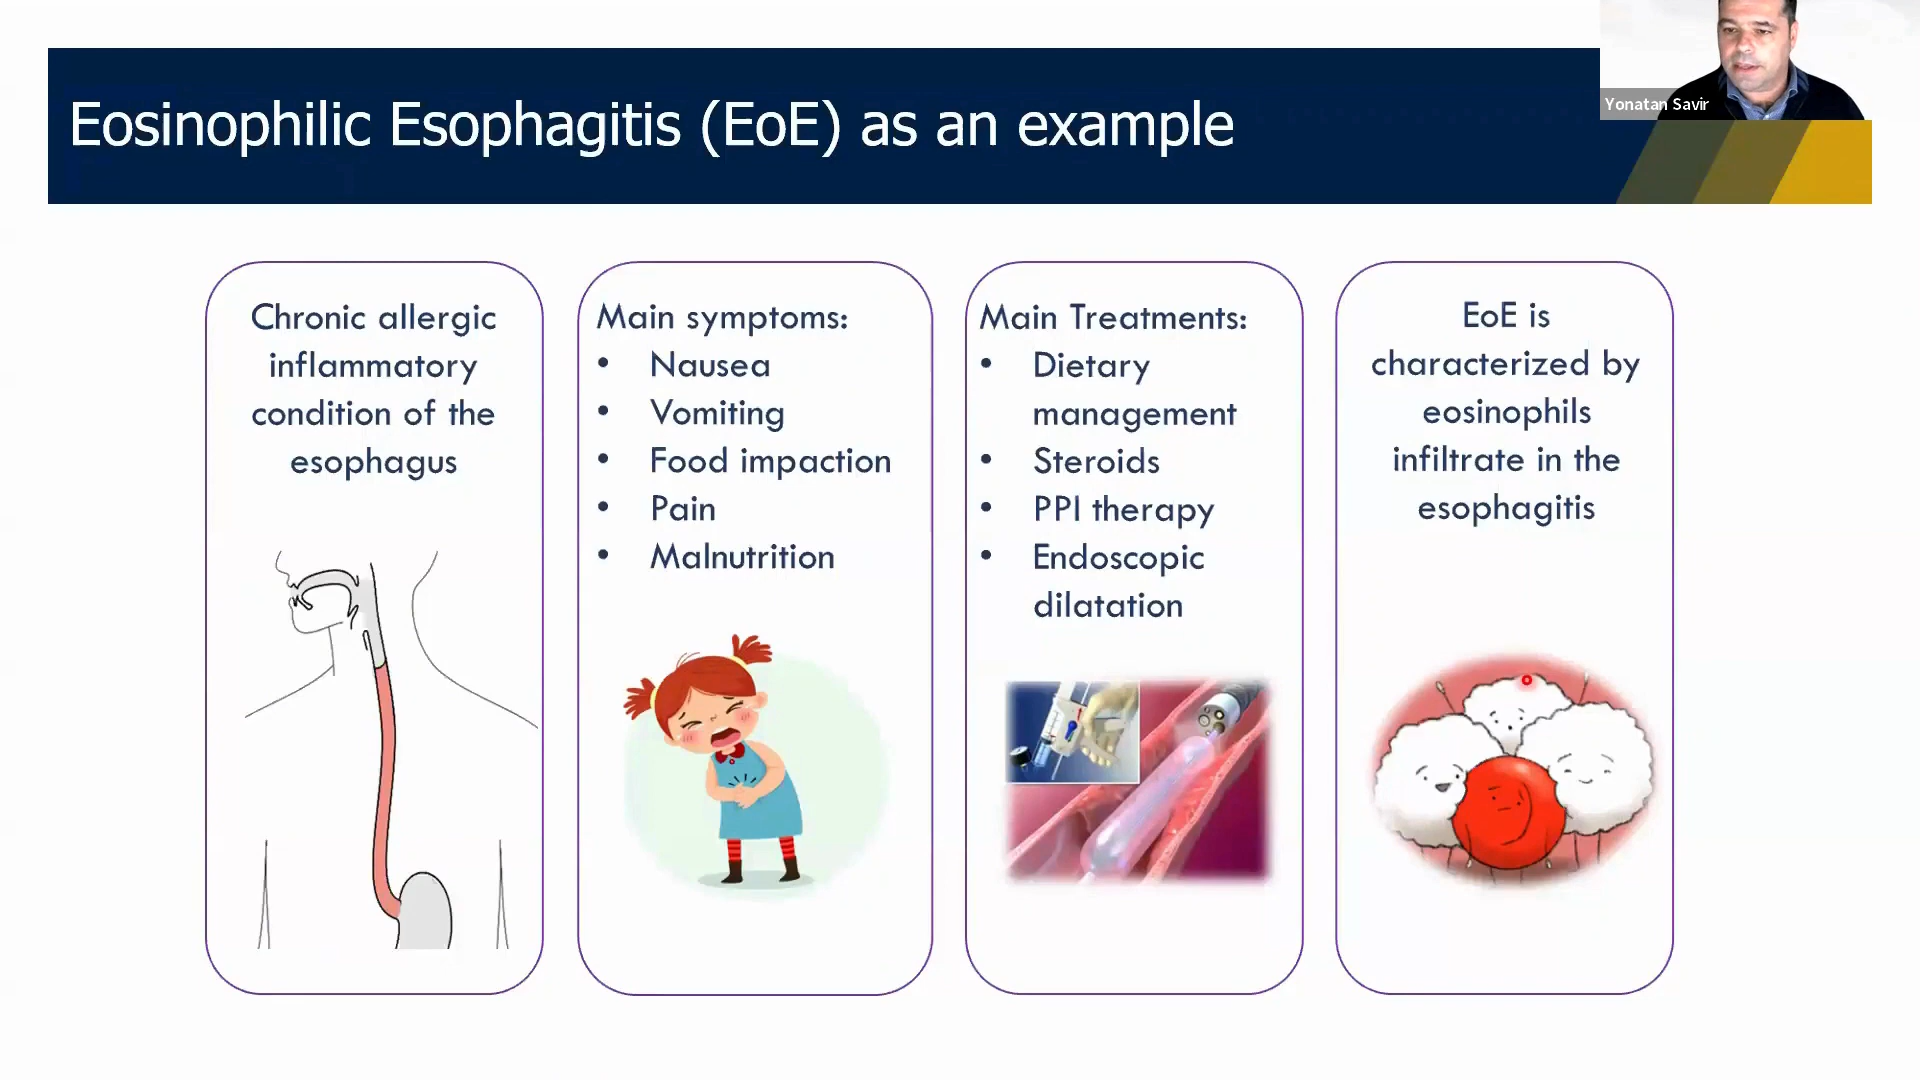 Eosinophilic Esophagitis (EoE) as an example
Yonatan Savir
Chronic allergic
inflammatory
condition of the
esophagus
Main symptoms:
• Nausea
• Vomiting
• Food impaction
• Pain
• Malnutrition
Main Treatments:
• Dietary
management
• Steroids
• PPI therapy
• Endoscopic
dilatation
EoE is
characterized by
eosinophils
infiltrate in the
esophagitis